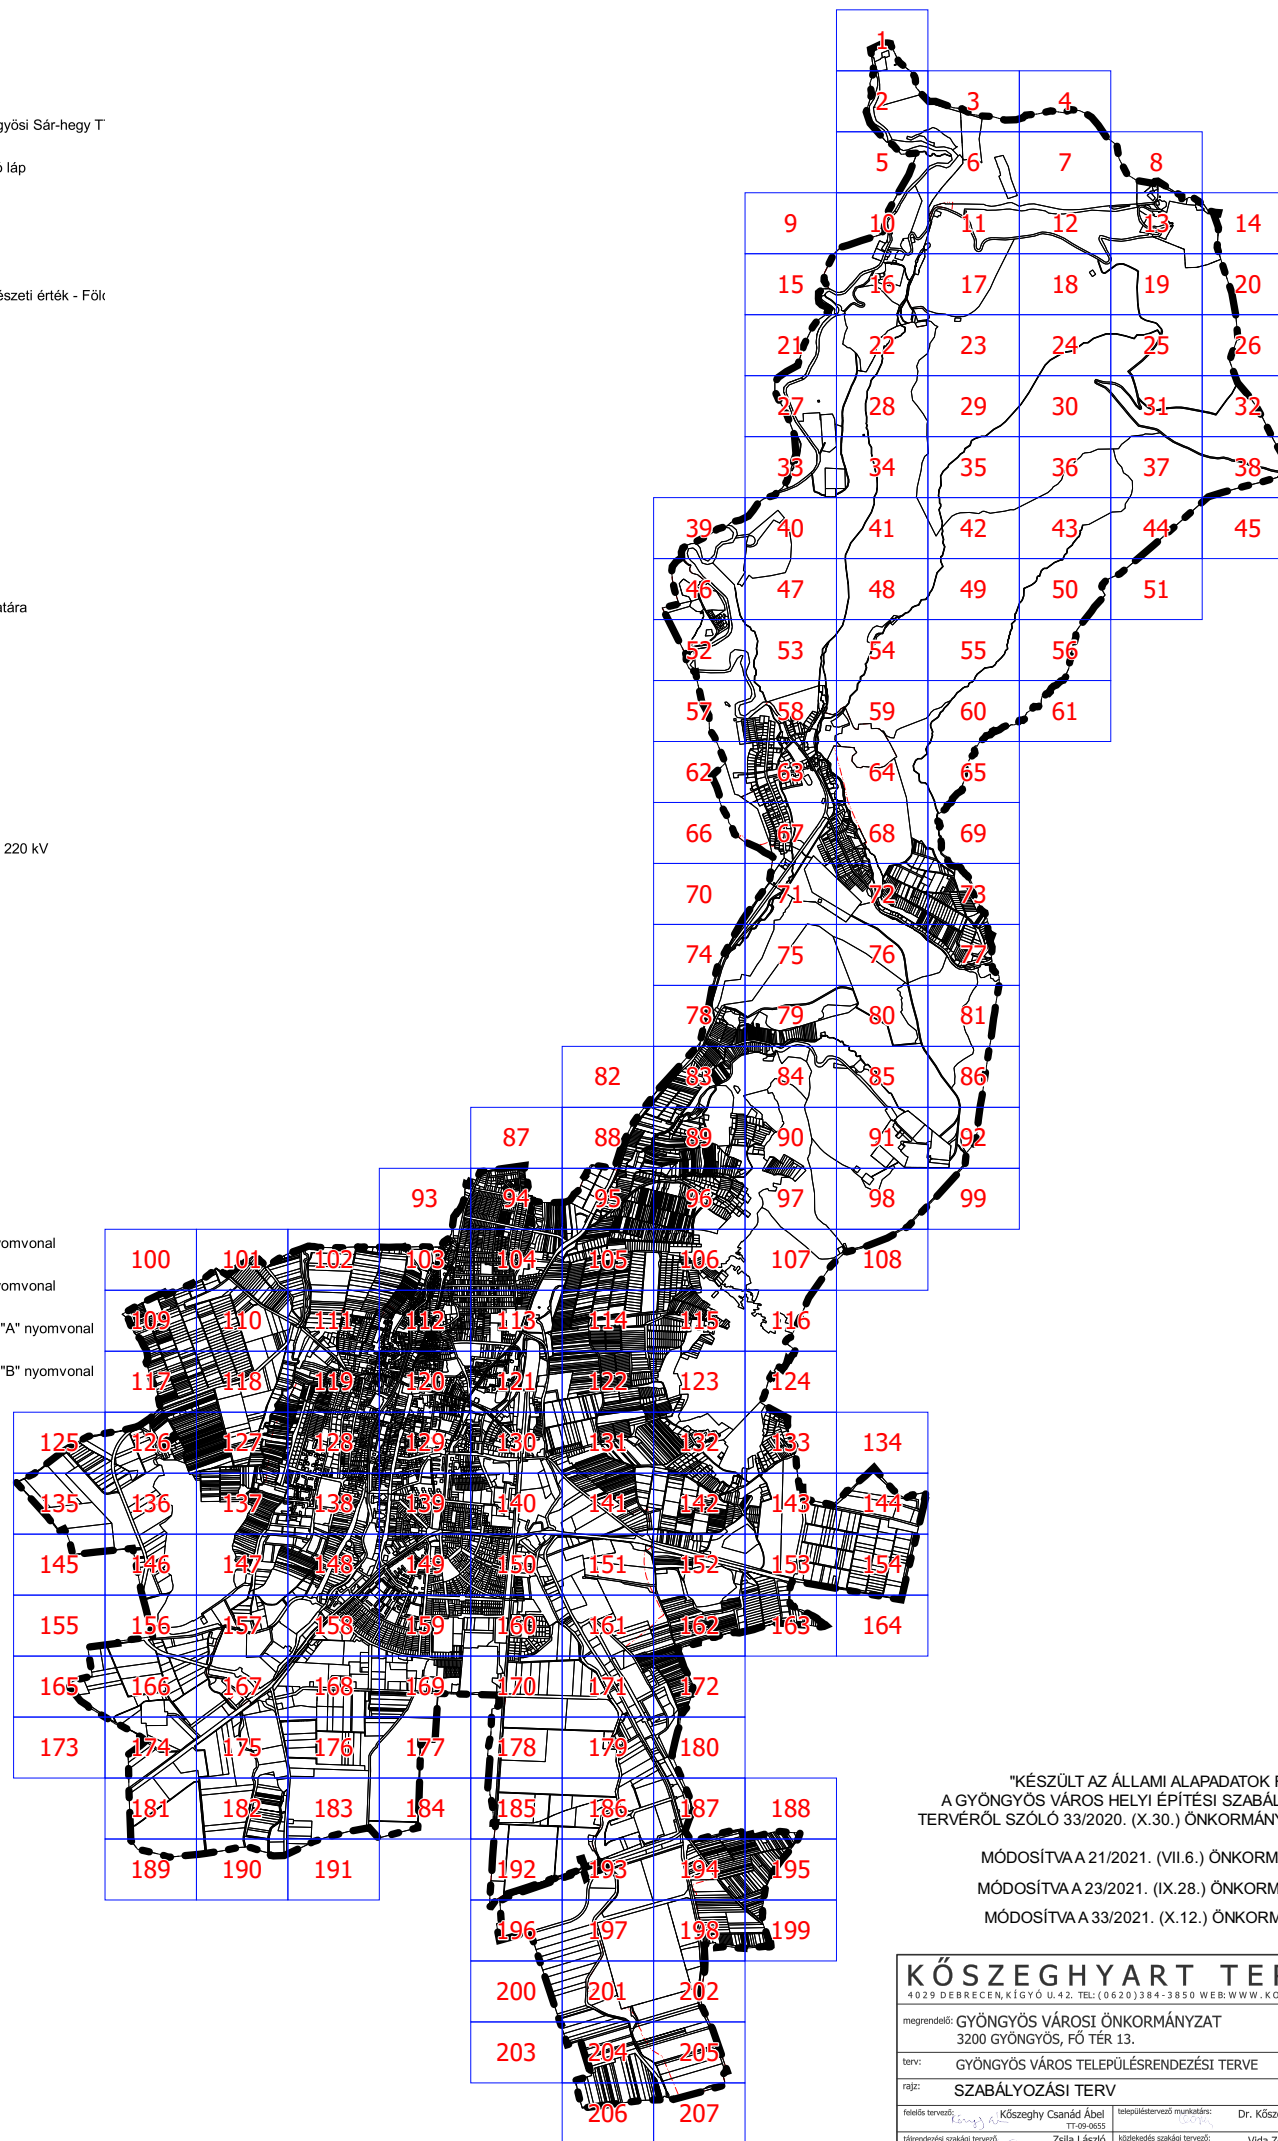 1
2 3 4
gyösi Sár-hegy T
5 6 7 8
ó láp
9 10 11 12 13 14
15 16 17 18 19 20
észeti érték - Föl
21 22 23 24 25 26
27 28 29 30 31 32
33 34 35 36 37 38
39 40 41 42 43 44 45
46 47 48 49 50 51
atára
52 53 54 55 56
57 58 59 60 61
62 63 64 65
66 67 68 69
220 kV
70 71 72 73
74 75 76 77
78 79 80 81
82 83 84 85 86
87 88 89 90 91 92
93 94 95 96 97 98 99
yomvonal
100 101 102 103 104 105 106 107 108
yomvonal
109 110 111 112 113 114 115 116
"A" nyomvonal
"B" nyomvonal
117 118 119 120 121 122 123 124
125 126 127 128 129 130 131 132 133 134
135 136 137 138 139 140 141 142 143 144
145 146 147 148 149 150 151 152 153 154
155 156 157 158 159 160 161 162 163 164
165 166 167 168 169 170 171 172
173 174 175 176 177 178 179 180
181 182 183 184 185 186 187 188
189 190 191 192 193 194 195
196 197 198 199
200 201 202
203 204 205
206 207
"KÉSZÜLT AZ ÁLLAMI ALAPADATOK
A GYÖNGYÖS VÁROS HELYI ÉPÍTÉSI SZABÁL
TERVÉRŐL SZÓLÓ 33/2020. (X.30.) ÖNKORMÁNY
MÓDOSÍTVA A 21/2021. (VII.6.) ÖNKORM
MÓDOSÍTVA A 23/2021. (IX.28.) ÖNKORM
MÓDOSÍTVA A 33/2021. (X.12.) ÖNKORM
KŐSZEGHYART TE
4029 DEBRECEN, KÍGYÓ U. 42. TEL: (0620)384-3850 WEB: WWW.KO
megrendelő: GYÖNGYÖS VÁROSI ÖNKORMÁNYZAT
3200 GYÖNGYÖS, FŐ TÉR 13.
terv: GYÖNGYÖS VÁROS TELEPÜLÉSRENDEZÉSI TERVE
rajz: SZABÁLYOZÁSI TERV
felelős tervező: Kőszeghy Csanád Ábel településtervező munkatárs: Dr. Kősze
TT-09-0655
tájrendezési szakági tervező Zsila László közlekedés szakági tervező: Vida Z